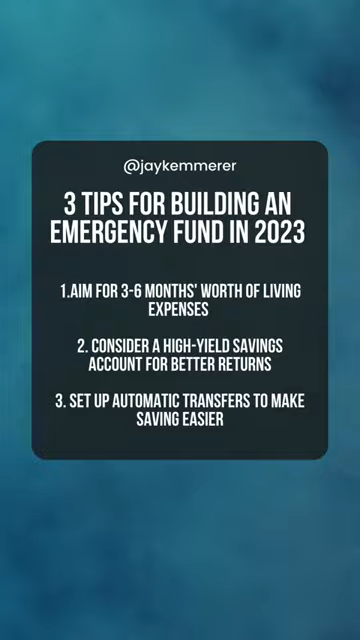 @jaykemmerer
3 TIPS FOR BUILDING AN
EMERGENCY FUND IN 2023
1.AIM FOR 3-6 MONTHS' WORTH OF LIVING
EXPENSES
2. CONSIDER A HIGH-YIELD SAVINGS
ACCOUNT FOR BETTER RETURNS
3. SET UP AUTOMATIC TRANSFERS TO MAKE
SAVING EASIER